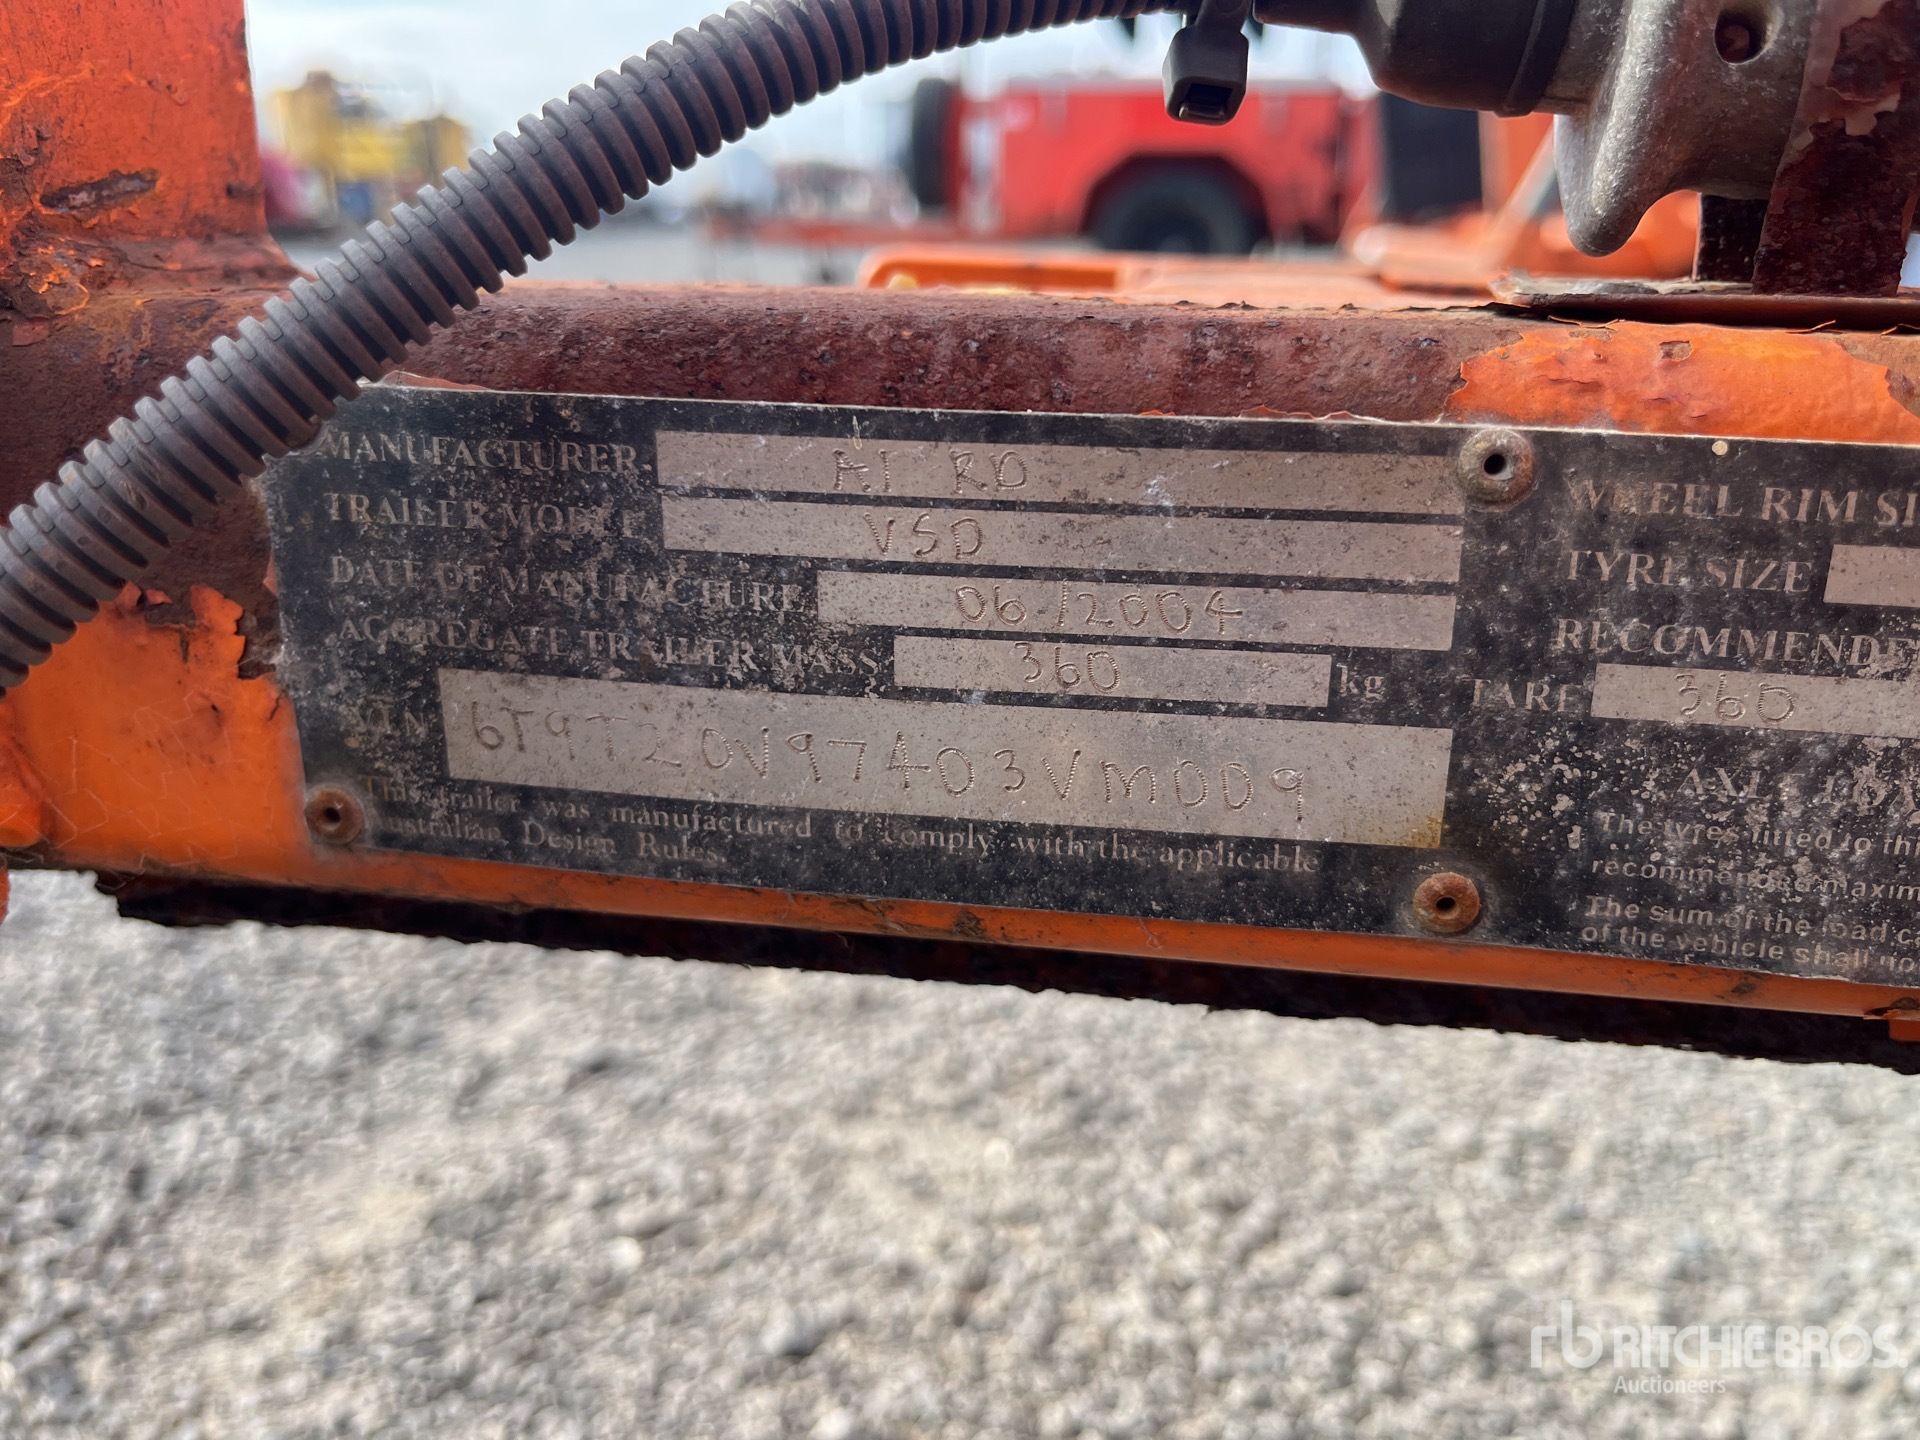 MANUFACTURER AI RD
TRAILER MODEL VSD
DATE OF MANUFACTURE 06/2004
AGGREGATE TRAILER MASS 360 kg
VIN 6T9T20V97403VM009
This trailer was manufactured to comply with the applicable
Australian Design Rules.
WHEEL RIM SI
TYRE SIZE
RECOMMENDE
TARE 360
The tyres fitted to thi
recommended maxim
The sum of the load ca
of the vehicle shall no
rb RITCHIE BROS.
Auctioneers